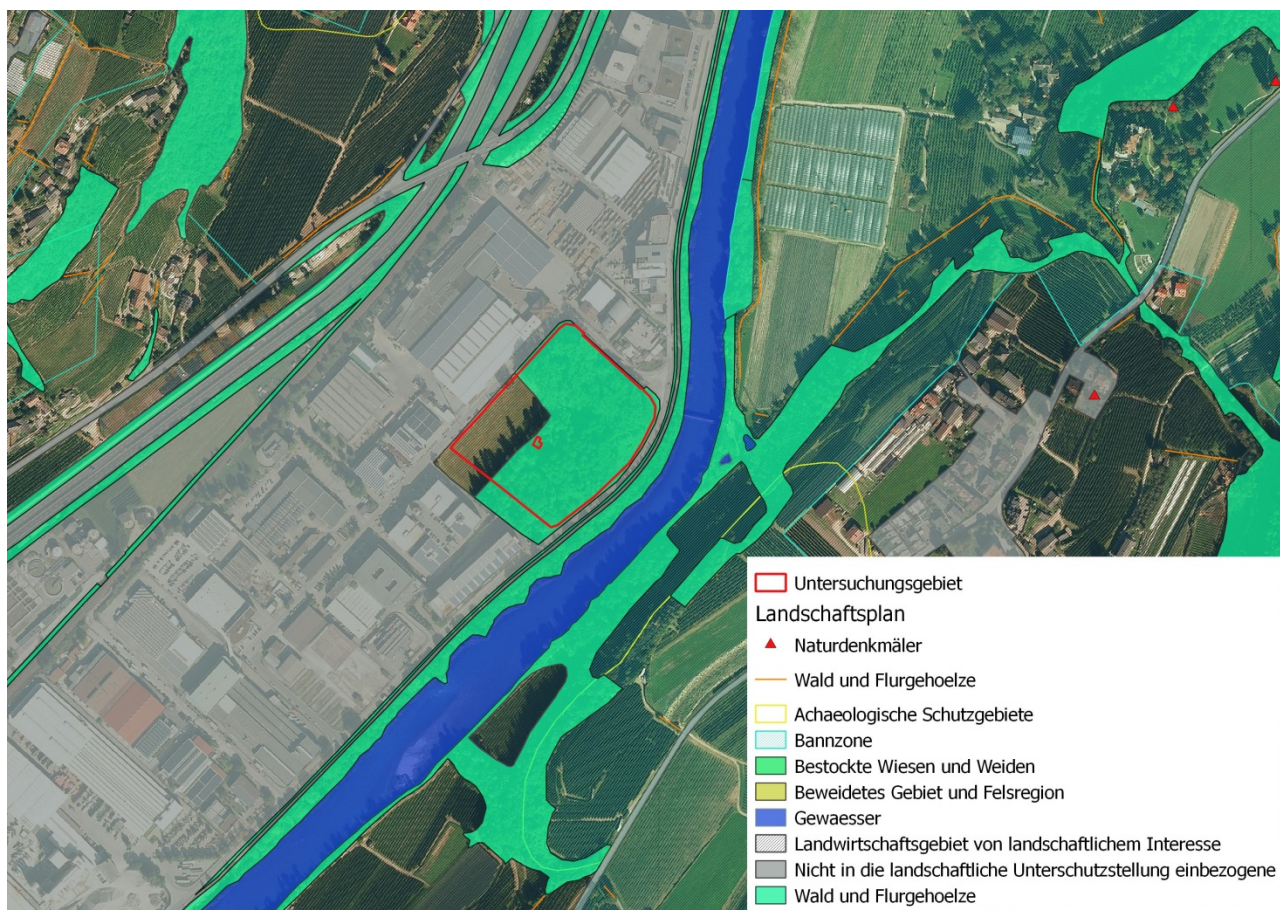 Untersuchungsgebiet
Landschaftsplan
Naturdenkmäler
Wald und Flurgehoelze
Achaeologische Schutzgebiete
Bannzone
Bestockte Wiesen und Weiden
Beweidetes Gebiet und Felsregion
Gewaesser
Landwirtschaftsgebiet von landschaftlichem Interesse
Nicht in die landschaftliche Unterschutzstellung einbezogene
Wald und Flurgehoelze